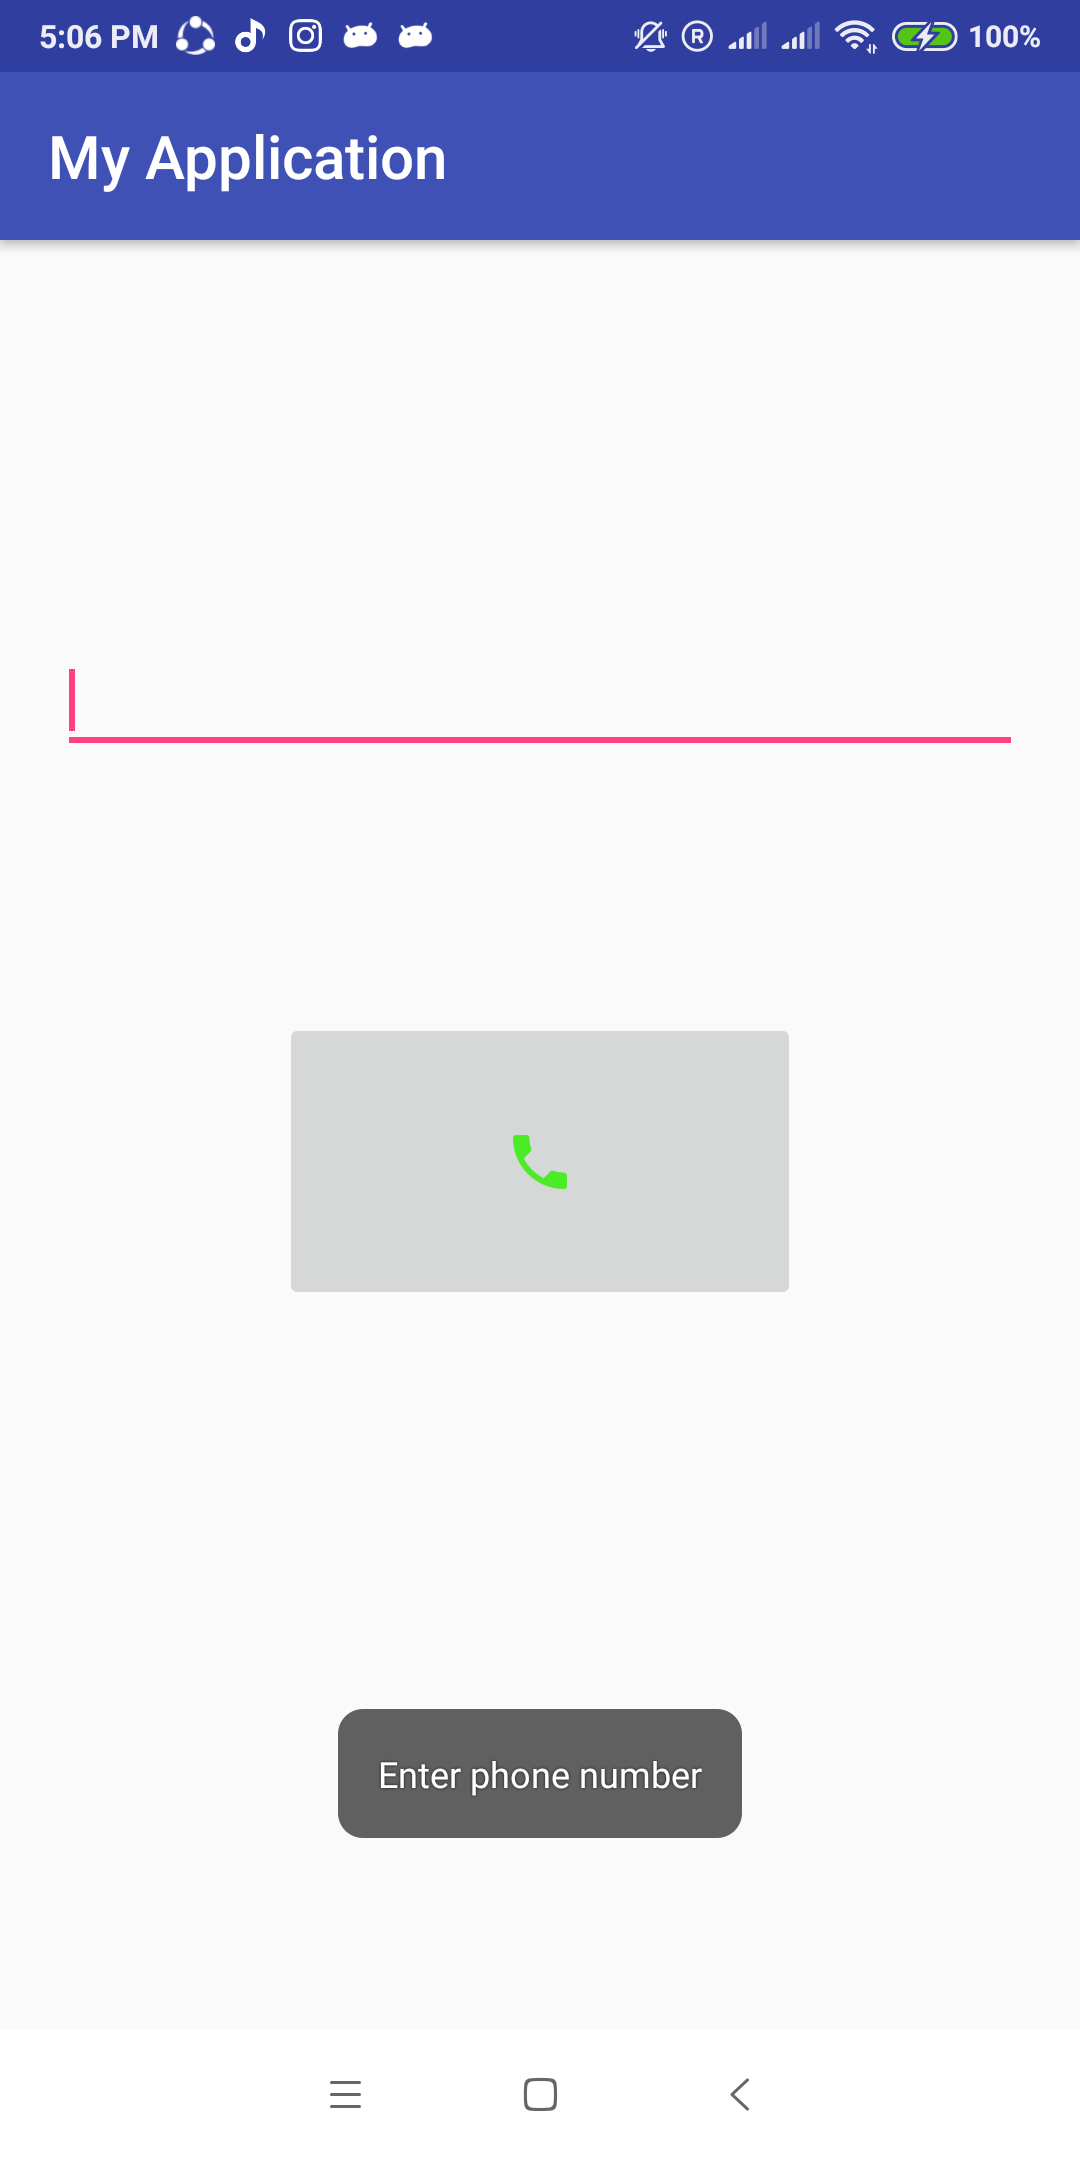 5:06 PM
R
100%
My Application
Enter phone number